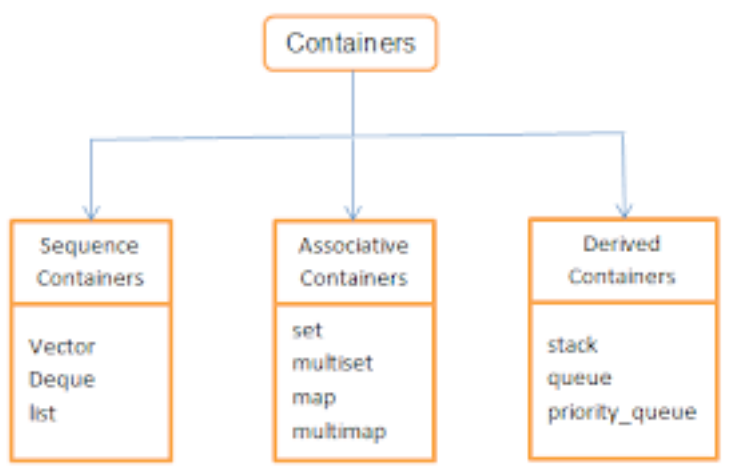 Containers
Sequence
Containers
Vector
Deque
list
Associative
Containers
set
multiset
map
multimap
Derived
Containers
stack
queue
priority_queue